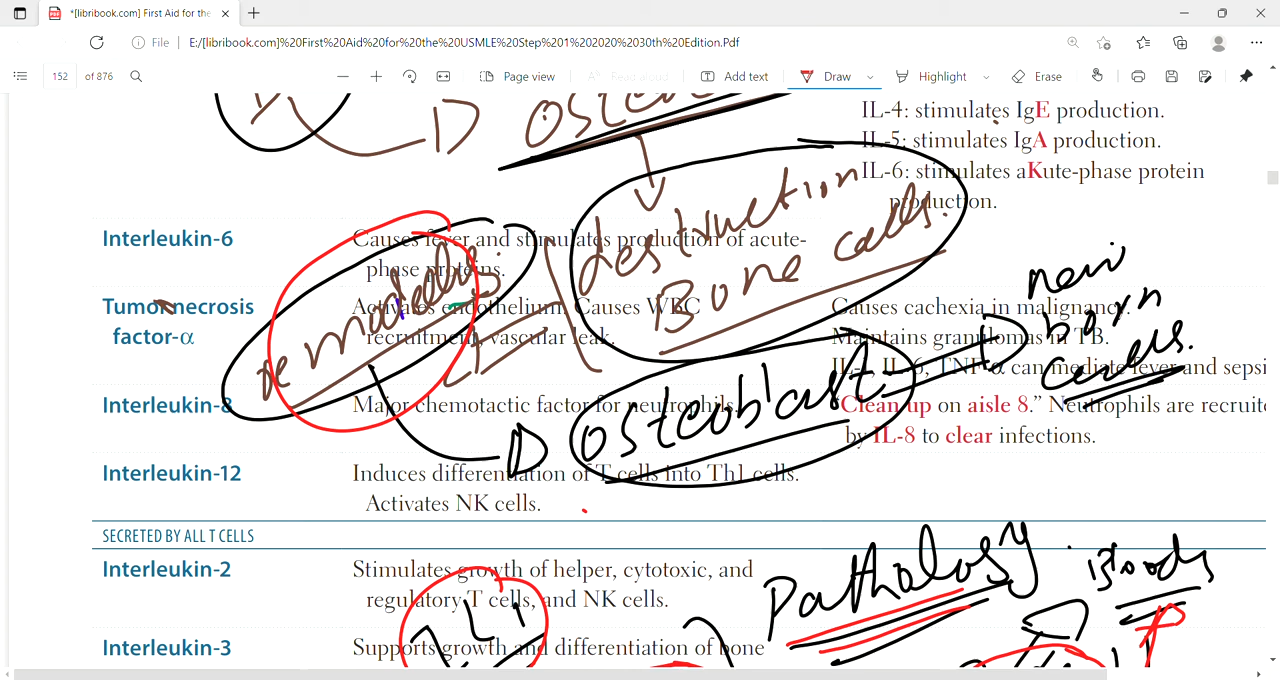 *[libribook.com] First Aid for the
File
E:/[libribook.com]%20First%20Aid%20for%20the%20USMLE%20Step%201%202020%2030th%20Edition.Pdf
152 of 876
Page view
Read aloud
Add text
Draw
Highlight
Erase
IL-4: stimulates IgE production.
IL-5: stimulates IgA production.
IL-6: stimulates aKute-phase protein
production.
destruction
Bone cells.
Interleukin-6
Causes fever and stimulates production of acute-
phase proteins.
Tumor necrosis
factor-α
Activates endothelium. Causes WBC
recruitment, vascular leak.
Causes cachexia in malignancy.
Maintains granulomas in TB.
IL-1, IL-6, TNF-α can mediate fever and sepsi
new
born
Osteoblast
Interleukin-8
Major chemotactic factor for neutrophils.
“Clean up on aisle 8.” Neutrophils are recruite
by IL-8 to clear infections.
Interleukin-12
Induces differentiation of T cells into Th1 cells.
Activates NK cells.
SECRETED BY ALL T CELLS
Interleukin-2
Stimulates growth of helper, cytotoxic, and
regulatory T cells, and NK cells.
Pathology
Interleukin-3
Supports growth and differentiation of bone